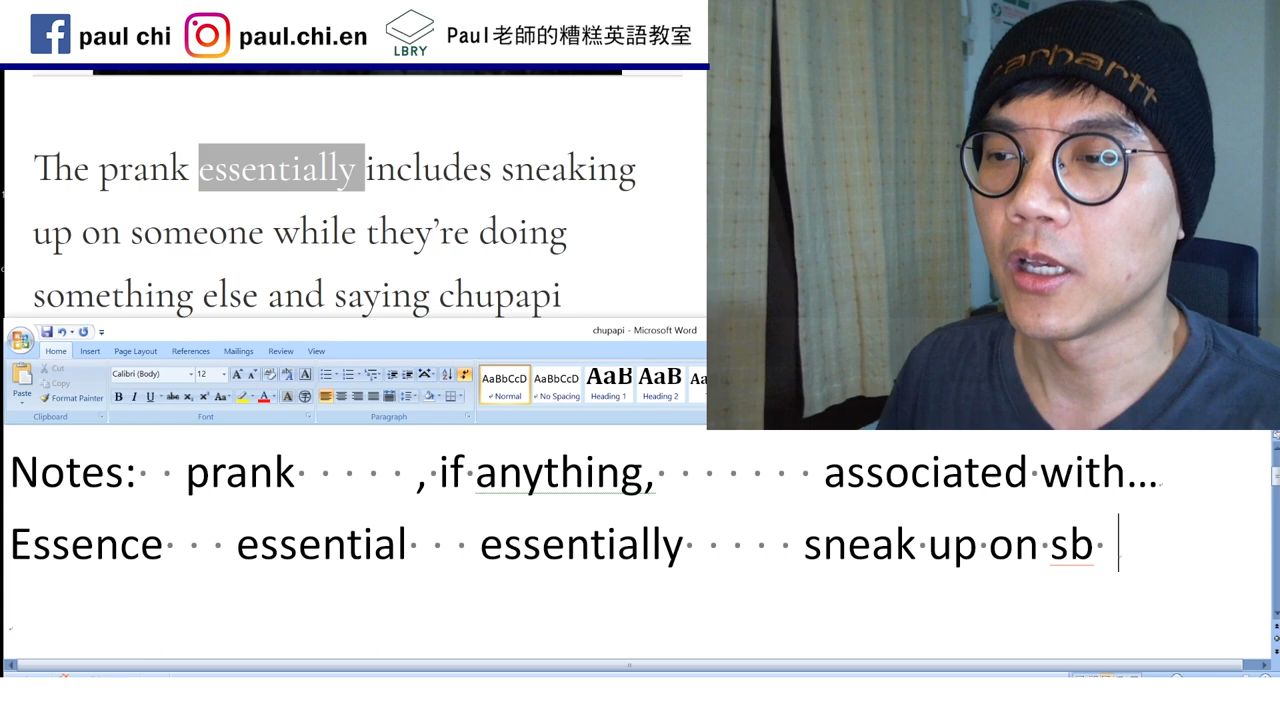 paul chi paul.chi.en LBRY Paul老師的糟糕英語教室
carhartt
The prank essentially includes sneaking
up on someone while they're doing
something else and saying chupapi
chupapi - Microsoft Word
Home Insert Page Layout References Mailings Review View
Paste
Cut
Copy
Format Painter
Calibri (Body) 12
AaBbCcD AaBbCcD AaB AaB Aa
Normal No Spacing Heading 1 Heading 2
Clipboard Font Paragraph
Notes: prank , if anything, associated with...
Essence essential essentially sneak up on sb